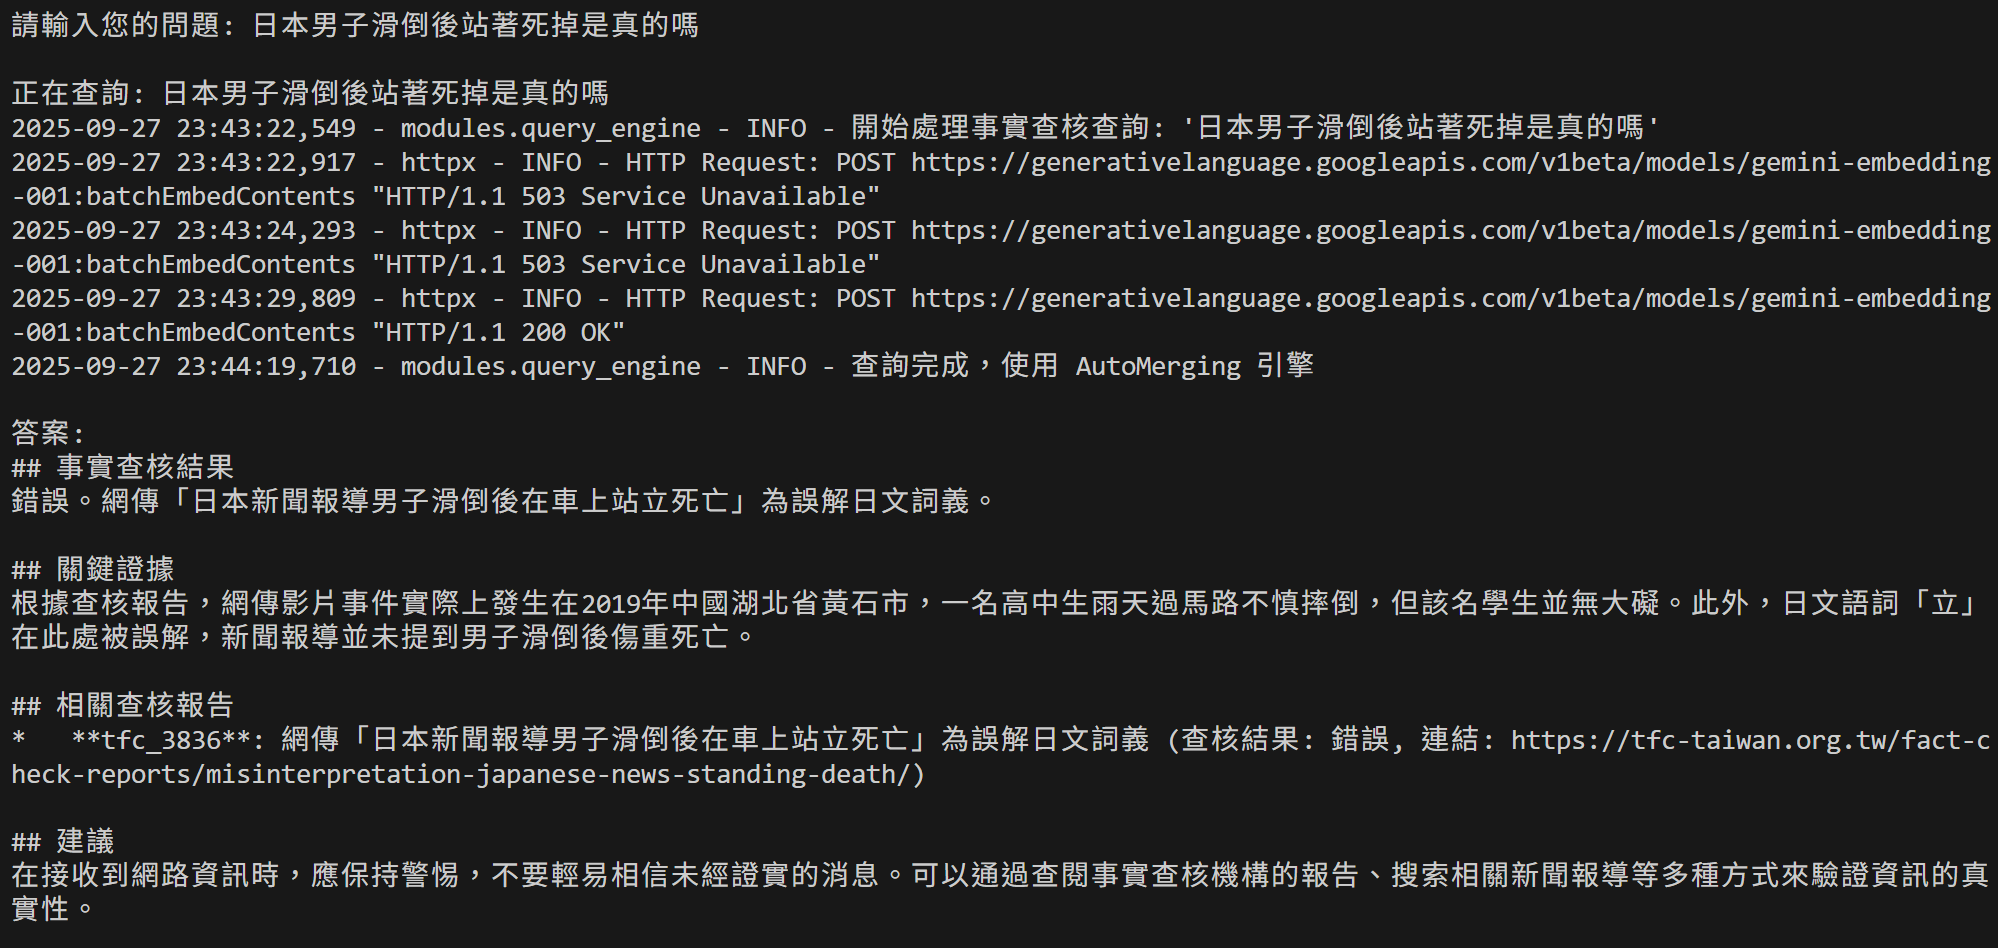 請輸入您的問題: 日本男子滑倒後站著死掉是真的嗎
正在查詢: 日本男子滑倒後站著死掉是真的嗎
2025-09-27 23:43:22,549 - modules.query_engine - INFO - 開始處理事實查核查詢: '日本男子滑倒後站著死掉是真的嗎'
2025-09-27 23:43:22,917 - httpx - INFO - HTTP Request: POST https://generativelanguage.googleapis.com/v1beta/models/gemini-embedding
-001:batchEmbedContents "HTTP/1.1 503 Service Unavailable"
2025-09-27 23:43:24,293 - httpx - INFO - HTTP Request: POST https://generativelanguage.googleapis.com/v1beta/models/gemini-embedding
-001:batchEmbedContents "HTTP/1.1 503 Service Unavailable"
2025-09-27 23:43:29,809 - httpx - INFO - HTTP Request: POST https://generativelanguage.googleapis.com/v1beta/models/gemini-embedding
-001:batchEmbedContents "HTTP/1.1 200 OK"
2025-09-27 23:44:19,710 - modules.query_engine - INFO - 查詢完成，使用 AutoMerging 引擎
答案:
## 事實查核結果
錯誤。網傳「日本新聞報導男子滑倒後在車上站立死亡」為誤解日文詞義。
## 關鍵證據
根據查核報告，網傳影片事件實際上發生在2019年中國湖北省黃石市，一名高中生雨天過馬路不慎摔倒，但該名學生並無大礙。此外，日文語詞「立」
在此處被誤解，新聞報導並未提到男子滑倒後傷重死亡。
## 相關查核報告
*   **tfc_3836**: 網傳「日本新聞報導男子滑倒後在車上站立死亡」為誤解日文詞義 (查核結果: 錯誤, 連結: https://tfc-taiwan.org.tw/fact-c
heck-reports/misinterpretation-japanese-news-standing-death/)
## 建議
在接收到網路資訊時，應保持警惕，不要輕易相信未經證實的消息。可以通過查閱事實查核機構的報告、搜索相關新聞報導等多種方式來驗證資訊的真
實性。